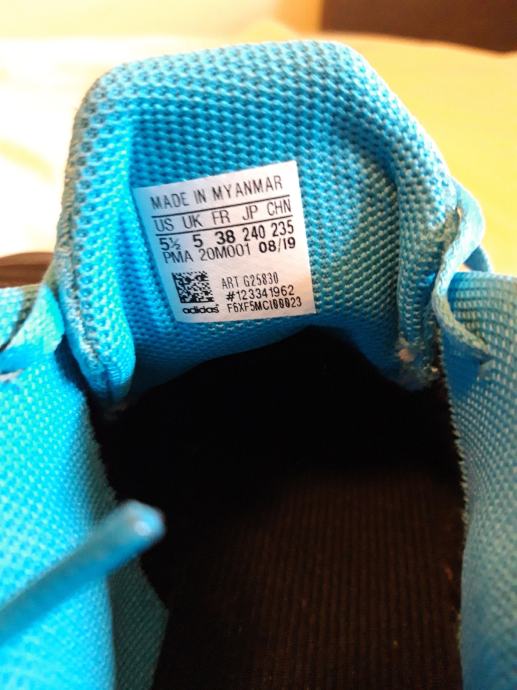 MADE IN MYANMAR
US UK FR JP CHN
5½ 5 38 240 235
PMA 20M001 08/19
ART G25830
#123341962
adidas F6XF5MCI00023